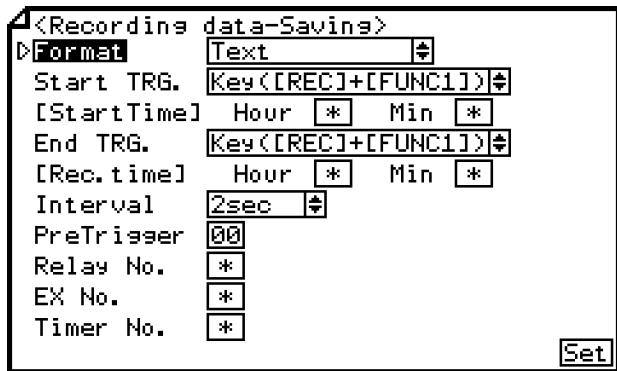 <Recording data-Saving>
Format Text
Start TRG. Key([REC]+[FUNC1])
[StartTime] Hour * Min *
End TRG. Key([REC]+[FUNC1])
[Rec.time] Hour * Min *
Interval 2sec
PreTrigger 00
Relay No. *
EX No. *
Timer No. *
Set